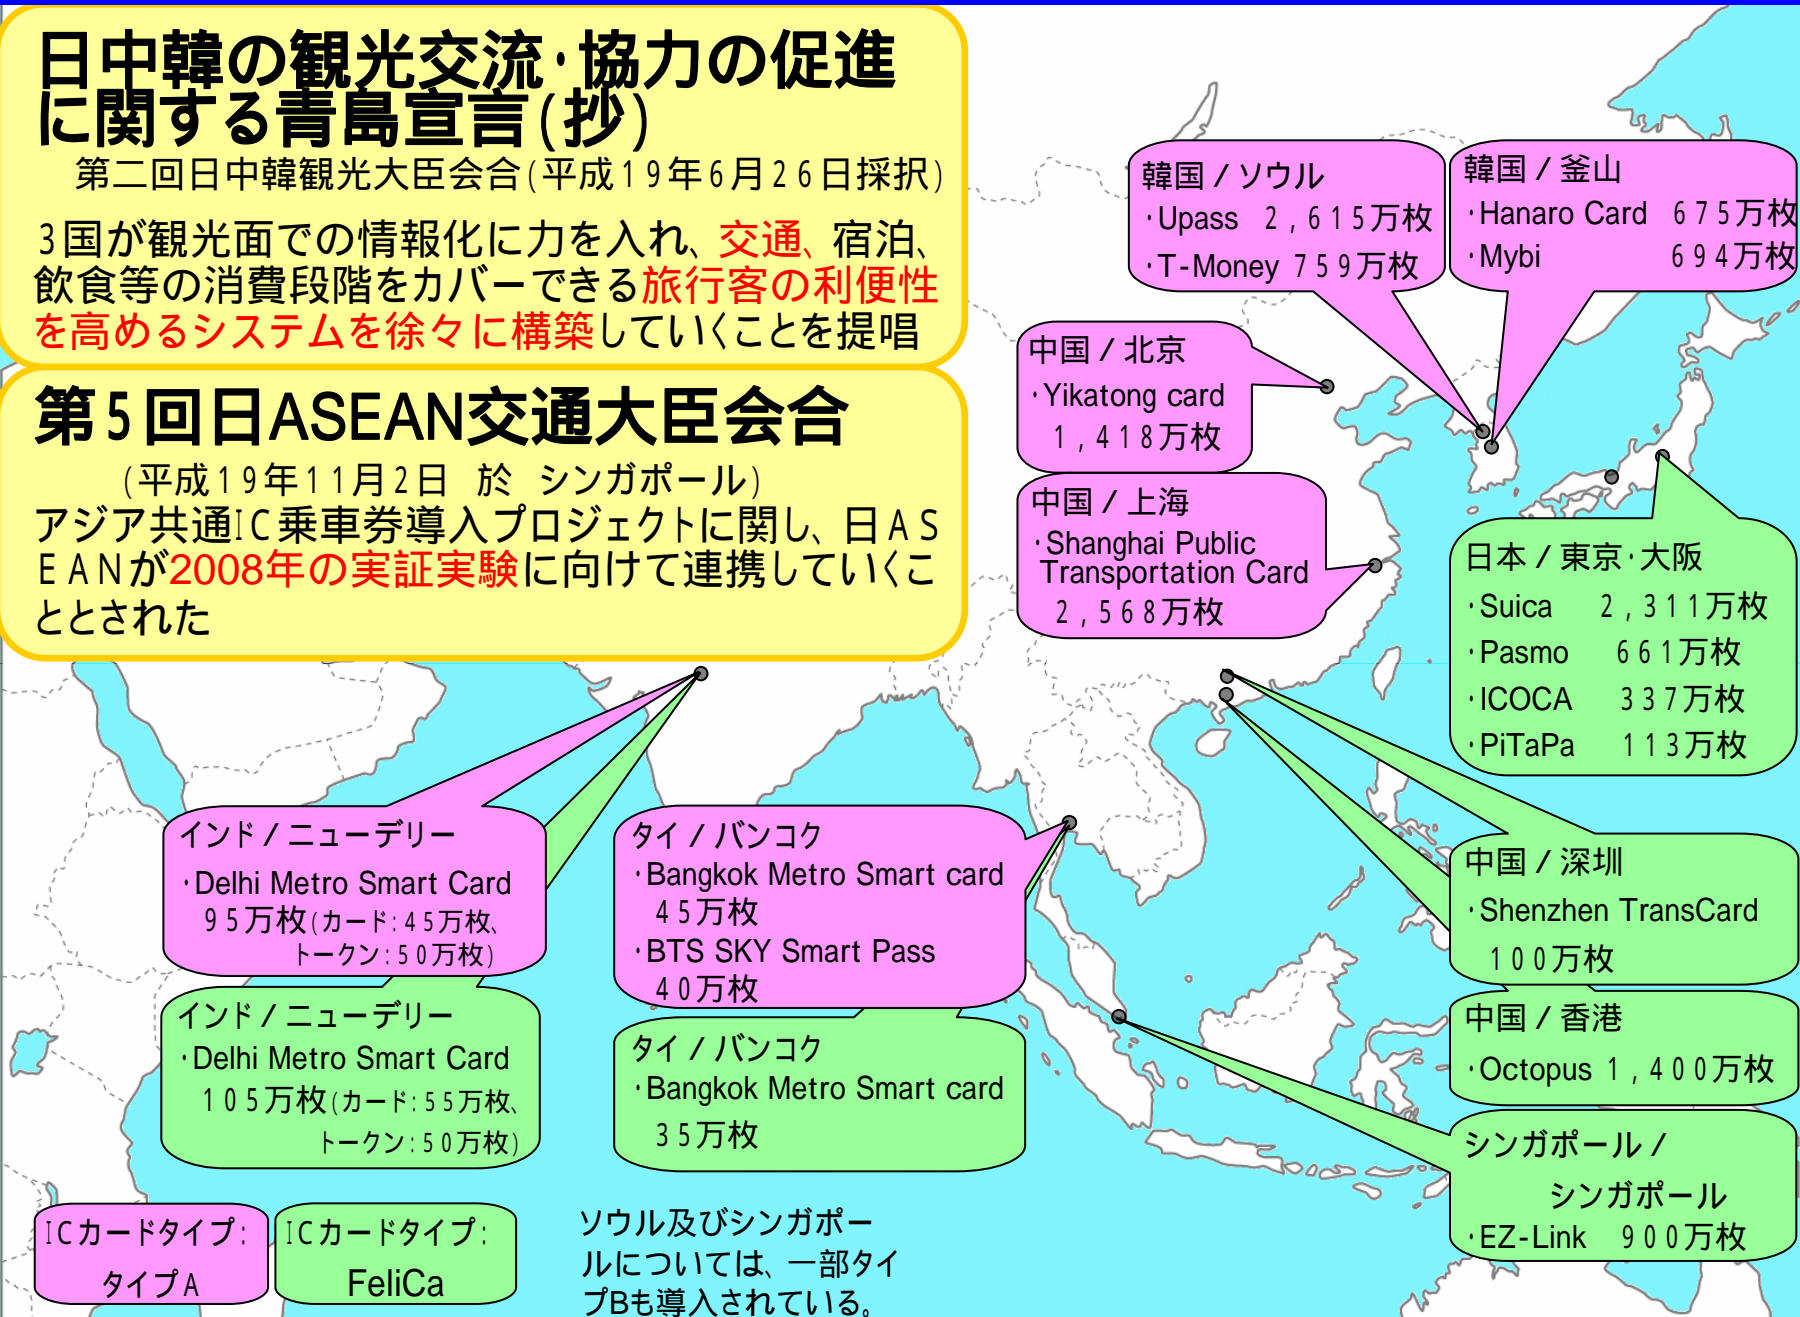 日中韓の観光交流・協力の促進
に関する青島宣言(抄)
第二回日中韓観光大臣会合(平成19年6月26日採択)
3国が観光面での情報化に力を入れ、交通、宿泊、
飲食等の消費段階をカバーできる旅行客の利便性
を高めるシステムを徐々に構築していくことを提唱
第5回日ASEAN交通大臣会合
(平成19年11月2日 於 シンガポール)
アジア共通IC乗車券導入プロジェクトに関し、日AS
EANが2008年の実証実験に向けて連携していくこ
ととされた
韓国/ソウル
・Upass 2,615万枚
・T-Money 759万枚
韓国/釜山
・Hanaro Card 675万枚
・Mybi 694万枚
中国/北京
・Yikatong card
1,418万枚
中国/上海
・Shanghai Public
Transportation Card
2,568万枚
日本/東京・大阪
・Suica 2,311万枚
・Pasmo 661万枚
・ICOCA 337万枚
・PiTaPa 113万枚
インド/ニューデリー
・Delhi Metro Smart Card
95万枚(カード:45万枚、
トークン:50万枚)
インド/ニューデリー
・Delhi Metro Smart Card
105万枚(カード:55万枚、
トークン:50万枚)
タイ/バンコク
・Bangkok Metro Smart card
45万枚
・BTS SKY Smart Pass
40万枚
タイ/バンコク
・Bangkok Metro Smart card
35万枚
中国/深圳
・Shenzhen TransCard
100万枚
中国/香港
・Octopus 1,400万枚
シンガポール/
シンガポール
・EZ-Link 900万枚
ICカードタイプ:
タイプA
ICカードタイプ:
FeliCa
ソウル及びシンガポー
ルについては、一部タイ
プBも導入されている。